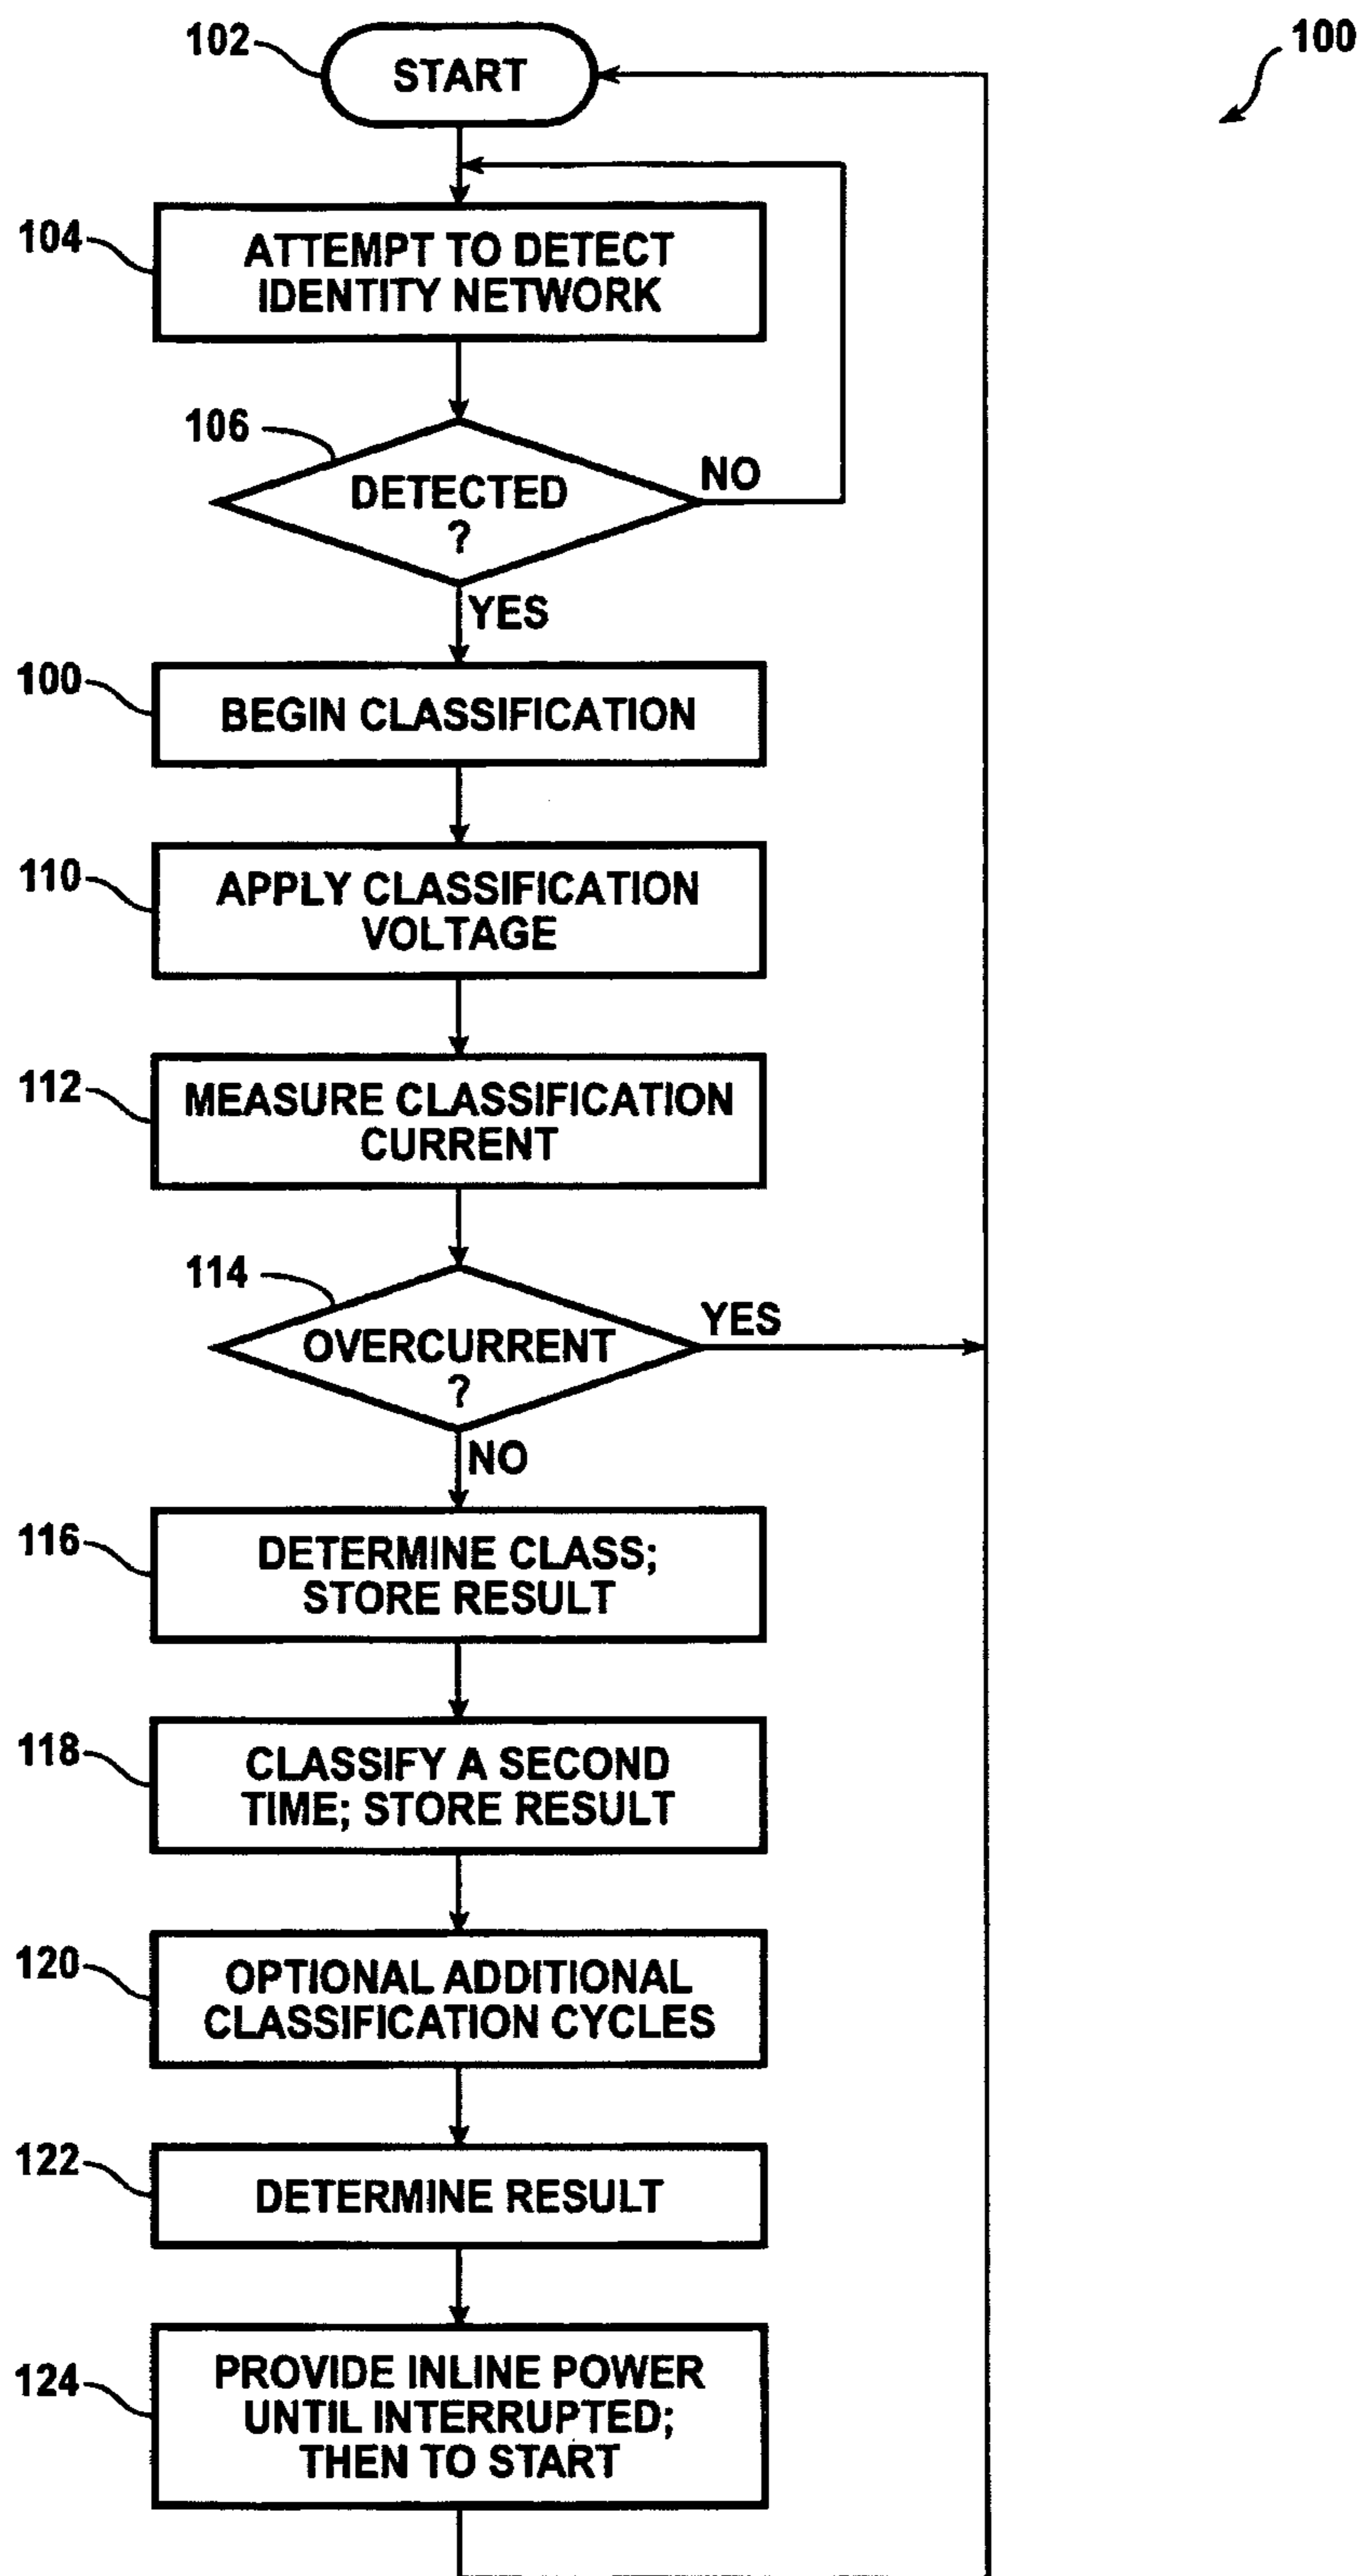 100
102
START
104
ATTEMPT TO DETECT
IDENTITY NETWORK
106
DETECTED
?
NO
YES
100
BEGIN CLASSIFICATION
110
APPLY CLASSIFICATION
VOLTAGE
112
MEASURE CLASSIFICATION
CURRENT
114
OVERCURRENT
?
YES
NO
116
DETERMINE CLASS;
STORE RESULT
118
CLASSIFY A SECOND
TIME; STORE RESULT
120
OPTIONAL ADDITIONAL
CLASSIFICATION CYCLES
122
DETERMINE RESULT
124
PROVIDE INLINE POWER
UNTIL INTERRUPTED;
THEN TO START